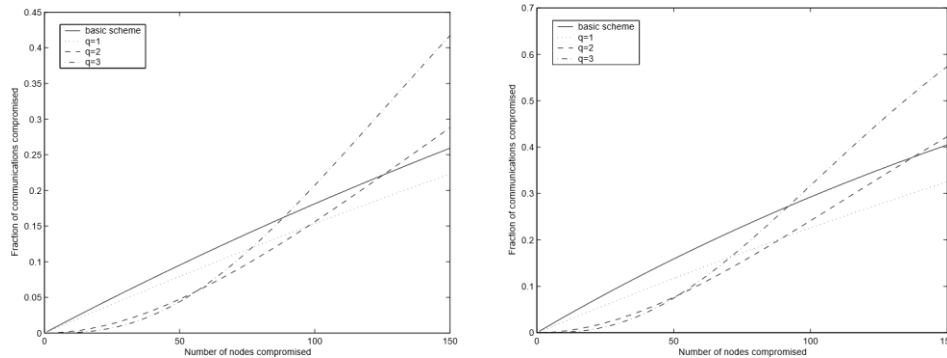 0.45
0.4
0.35
0.3
0.25
0.2
0.15
0.1
0.05
0
Fraction of communications compromised
basic scheme
q=1
q=2
q=3
0 50 100 150
Number of nodes compromised
0.7
0.6
0.5
0.4
0.3
0.2
0.1
0
Fraction of communications compromised
basic scheme
q=1
q=2
q=3
0 50 100 150
Number of nodes compromised